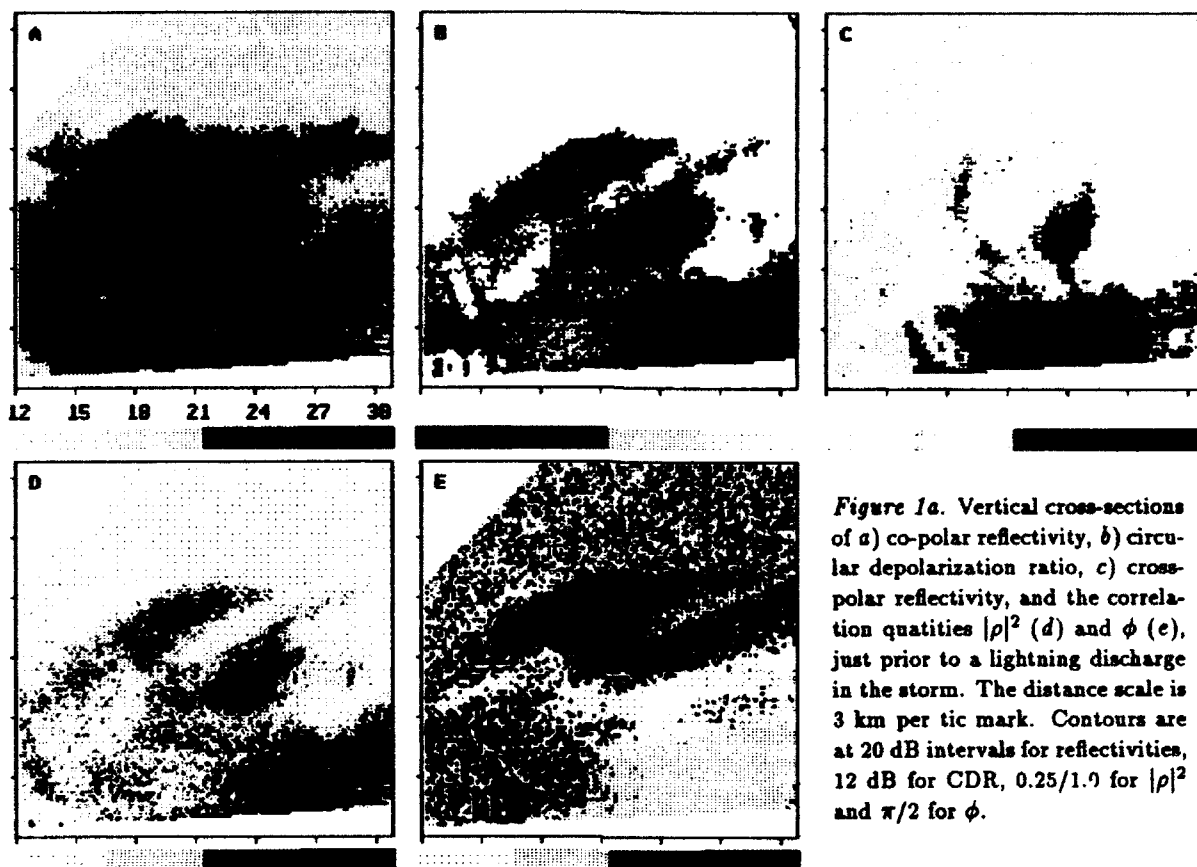 A
B
C
12 15 18 21 24 27 30
D
E
Figure 1a. Vertical cross-sections
of a) co-polar reflectivity, b) circu-
lar depolarization ratio, c) cross-
polar reflectivity, and the correla-
tion quatities |ρ|² (d) and ϕ (e),
just prior to a lightning discharge
in the storm. The distance scale is
3 km per tic mark. Contours are
at 20 dB intervals for reflectivities,
12 dB for CDR, 0.25/1.0 for |ρ|²
and π/2 for ϕ.